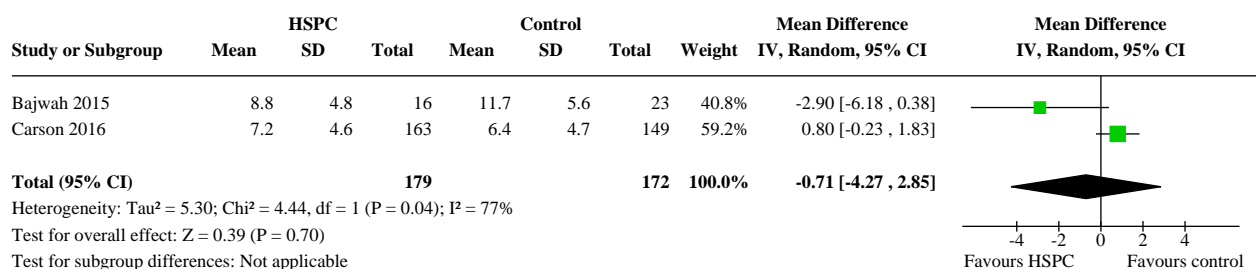 HSPC Control Mean Difference Mean Difference
Study or Subgroup Mean SD Total Mean SD Total Weight IV, Random, 95% CI IV, Random, 95% CI
Bajwah 2015 8.8 4.8 16 11.7 5.6 23 40.8% -2.90 [-6.18 , 0.38]
Carson 2016 7.2 4.6 163 6.4 4.7 149 59.2% 0.80 [-0.23 , 1.83]
Total (95% CI) 179 172 100.0% -0.71 [-4.27 , 2.85]
Heterogeneity: Tau² = 5.30; Chi² = 4.44, df = 1 (P = 0.04); I² = 77%
Test for overall effect: Z = 0.39 (P = 0.70)
-4 -2 0 2 4
Test for subgroup differences: Not applicable
Favours HSPC Favours control